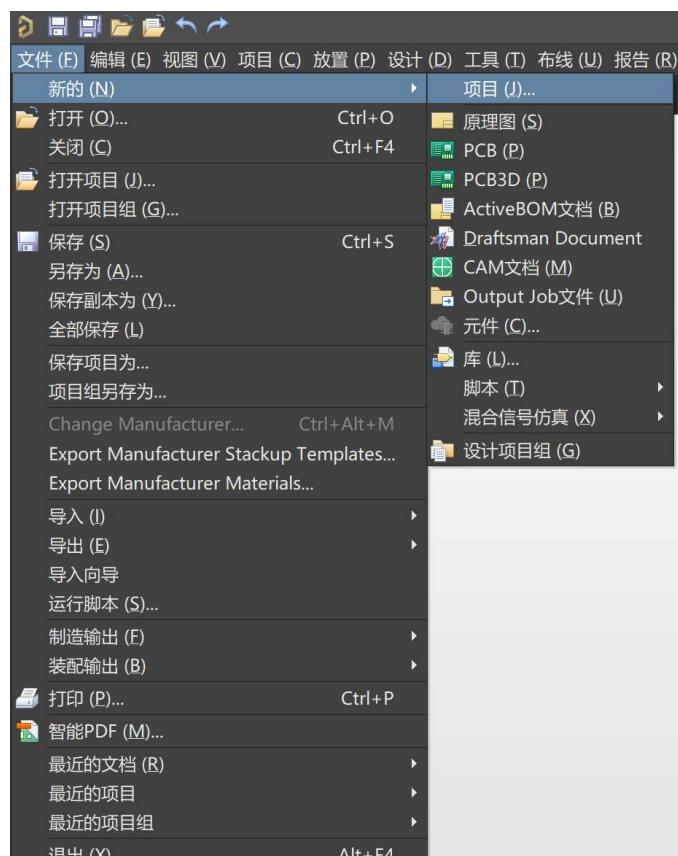 文件 (F) 编辑 (E) 视图 (V) 项目 (C) 放置 (P) 设计 (D) 工具 (T) 布线 (U) 报告 (R)
新的 (N)
打开 (O)... Ctrl+O
关闭 (C) Ctrl+F4
打开项目 (J)...
打开项目组 (G)...
保存 (S) Ctrl+S
另存为 (A)...
保存副本为 (Y)...
全部保存 (L)
保存项目为...
项目组另存为...
Change Manufacturer... Ctrl+Alt+M
Export Manufacturer Stackup Templates...
Export Manufacturer Materials...
导入 (I)
导出 (E)
导入向导
运行脚本 (S)...
制造输出 (F)
装配输出 (B)
打印 (P)... Ctrl+P
智能PDF (M)...
最近的文档 (R)
最近的项目
最近的项目组
退出 (X) Alt+F4
项目 (J)...
原理图 (S)
PCB (P)
PCB3D (P)
ActiveBOM文档 (B)
Draftsman Document
CAM文档 (M)
Output Job文件 (U)
元件 (C)...
库 (L)...
脚本 (T)
混合信号仿真 (X)
设计项目组 (G)